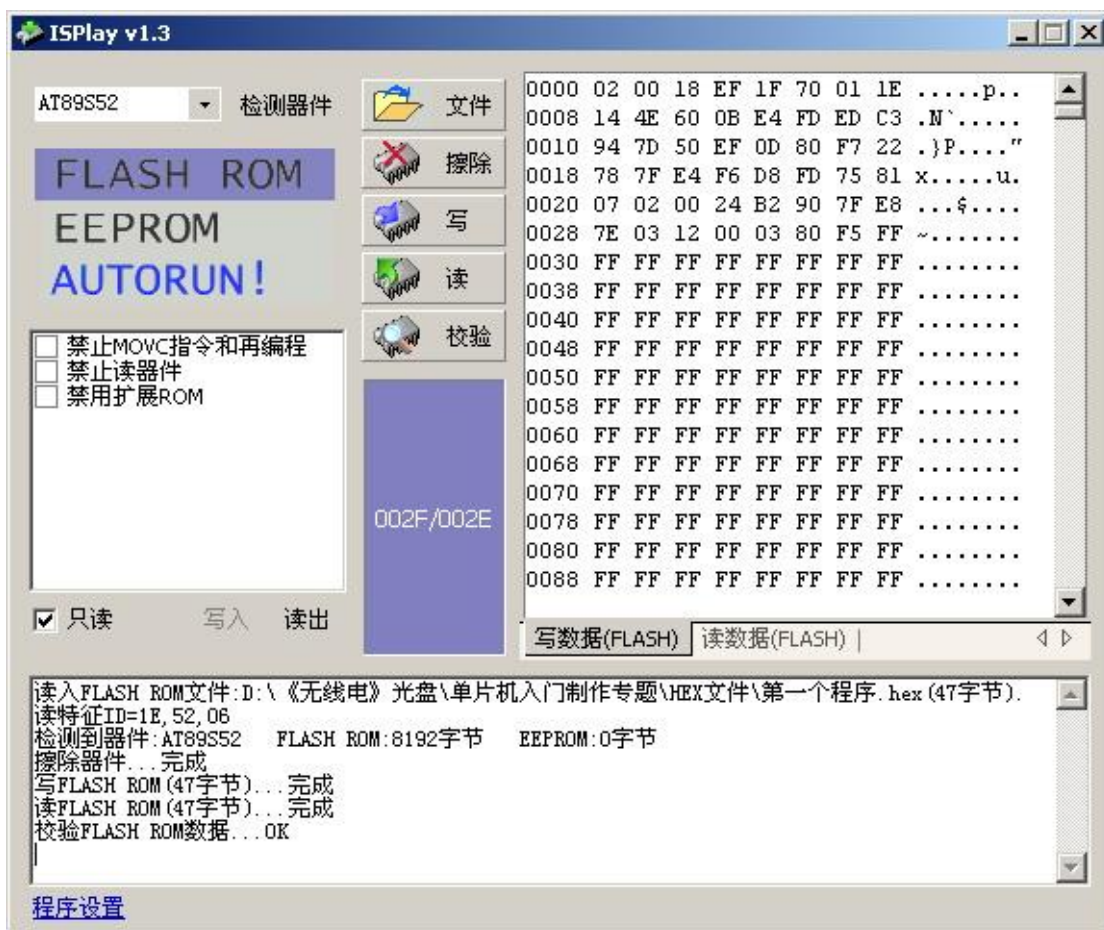 ISPlay v1.3
AT89S52 检测器件
FLASH ROM
EEPROM
AUTORUN!
禁止MOVC指令和再编程
禁止读器件
禁用扩展ROM
只读 写入 读出
文件
擦除
写
读
校验
002F/002E
0000 02 00 18 EF 1F 70 01 1E .....p..
0008 14 4E 60 0B E4 FD ED C3 .N`.....
0010 94 7D 50 EF 0D 80 F7 22 .}P...."
0018 78 7F E4 F6 D8 FD 75 81 x.....u.
0020 07 02 00 24 B2 90 7F E8 ...$....
0028 7E 03 12 00 03 80 F5 FF ~.......
0030 FF FF FF FF FF FF FF FF ........
0038 FF FF FF FF FF FF FF FF ........
0040 FF FF FF FF FF FF FF FF ........
0048 FF FF FF FF FF FF FF FF ........
0050 FF FF FF FF FF FF FF FF ........
0058 FF FF FF FF FF FF FF FF ........
0060 FF FF FF FF FF FF FF FF ........
0068 FF FF FF FF FF FF FF FF ........
0070 FF FF FF FF FF FF FF FF ........
0078 FF FF FF FF FF FF FF FF ........
0080 FF FF FF FF FF FF FF FF ........
0088 FF FF FF FF FF FF FF FF ........
写数据(FLASH) 读数据(FLASH)
读入FLASH ROM文件:D:\《无线电》光盘\单片机入门制作专题\HEX文件\第一个程序.hex(47字节).
读特征ID=1E,52,06
检测到器件:AT89S52 FLASH ROM:8192字节 EEPROM:0字节
擦除器件...完成
写FLASH ROM(47字节)...完成
读FLASH ROM(47字节)...完成
校验FLASH ROM数据...OK
程序设置